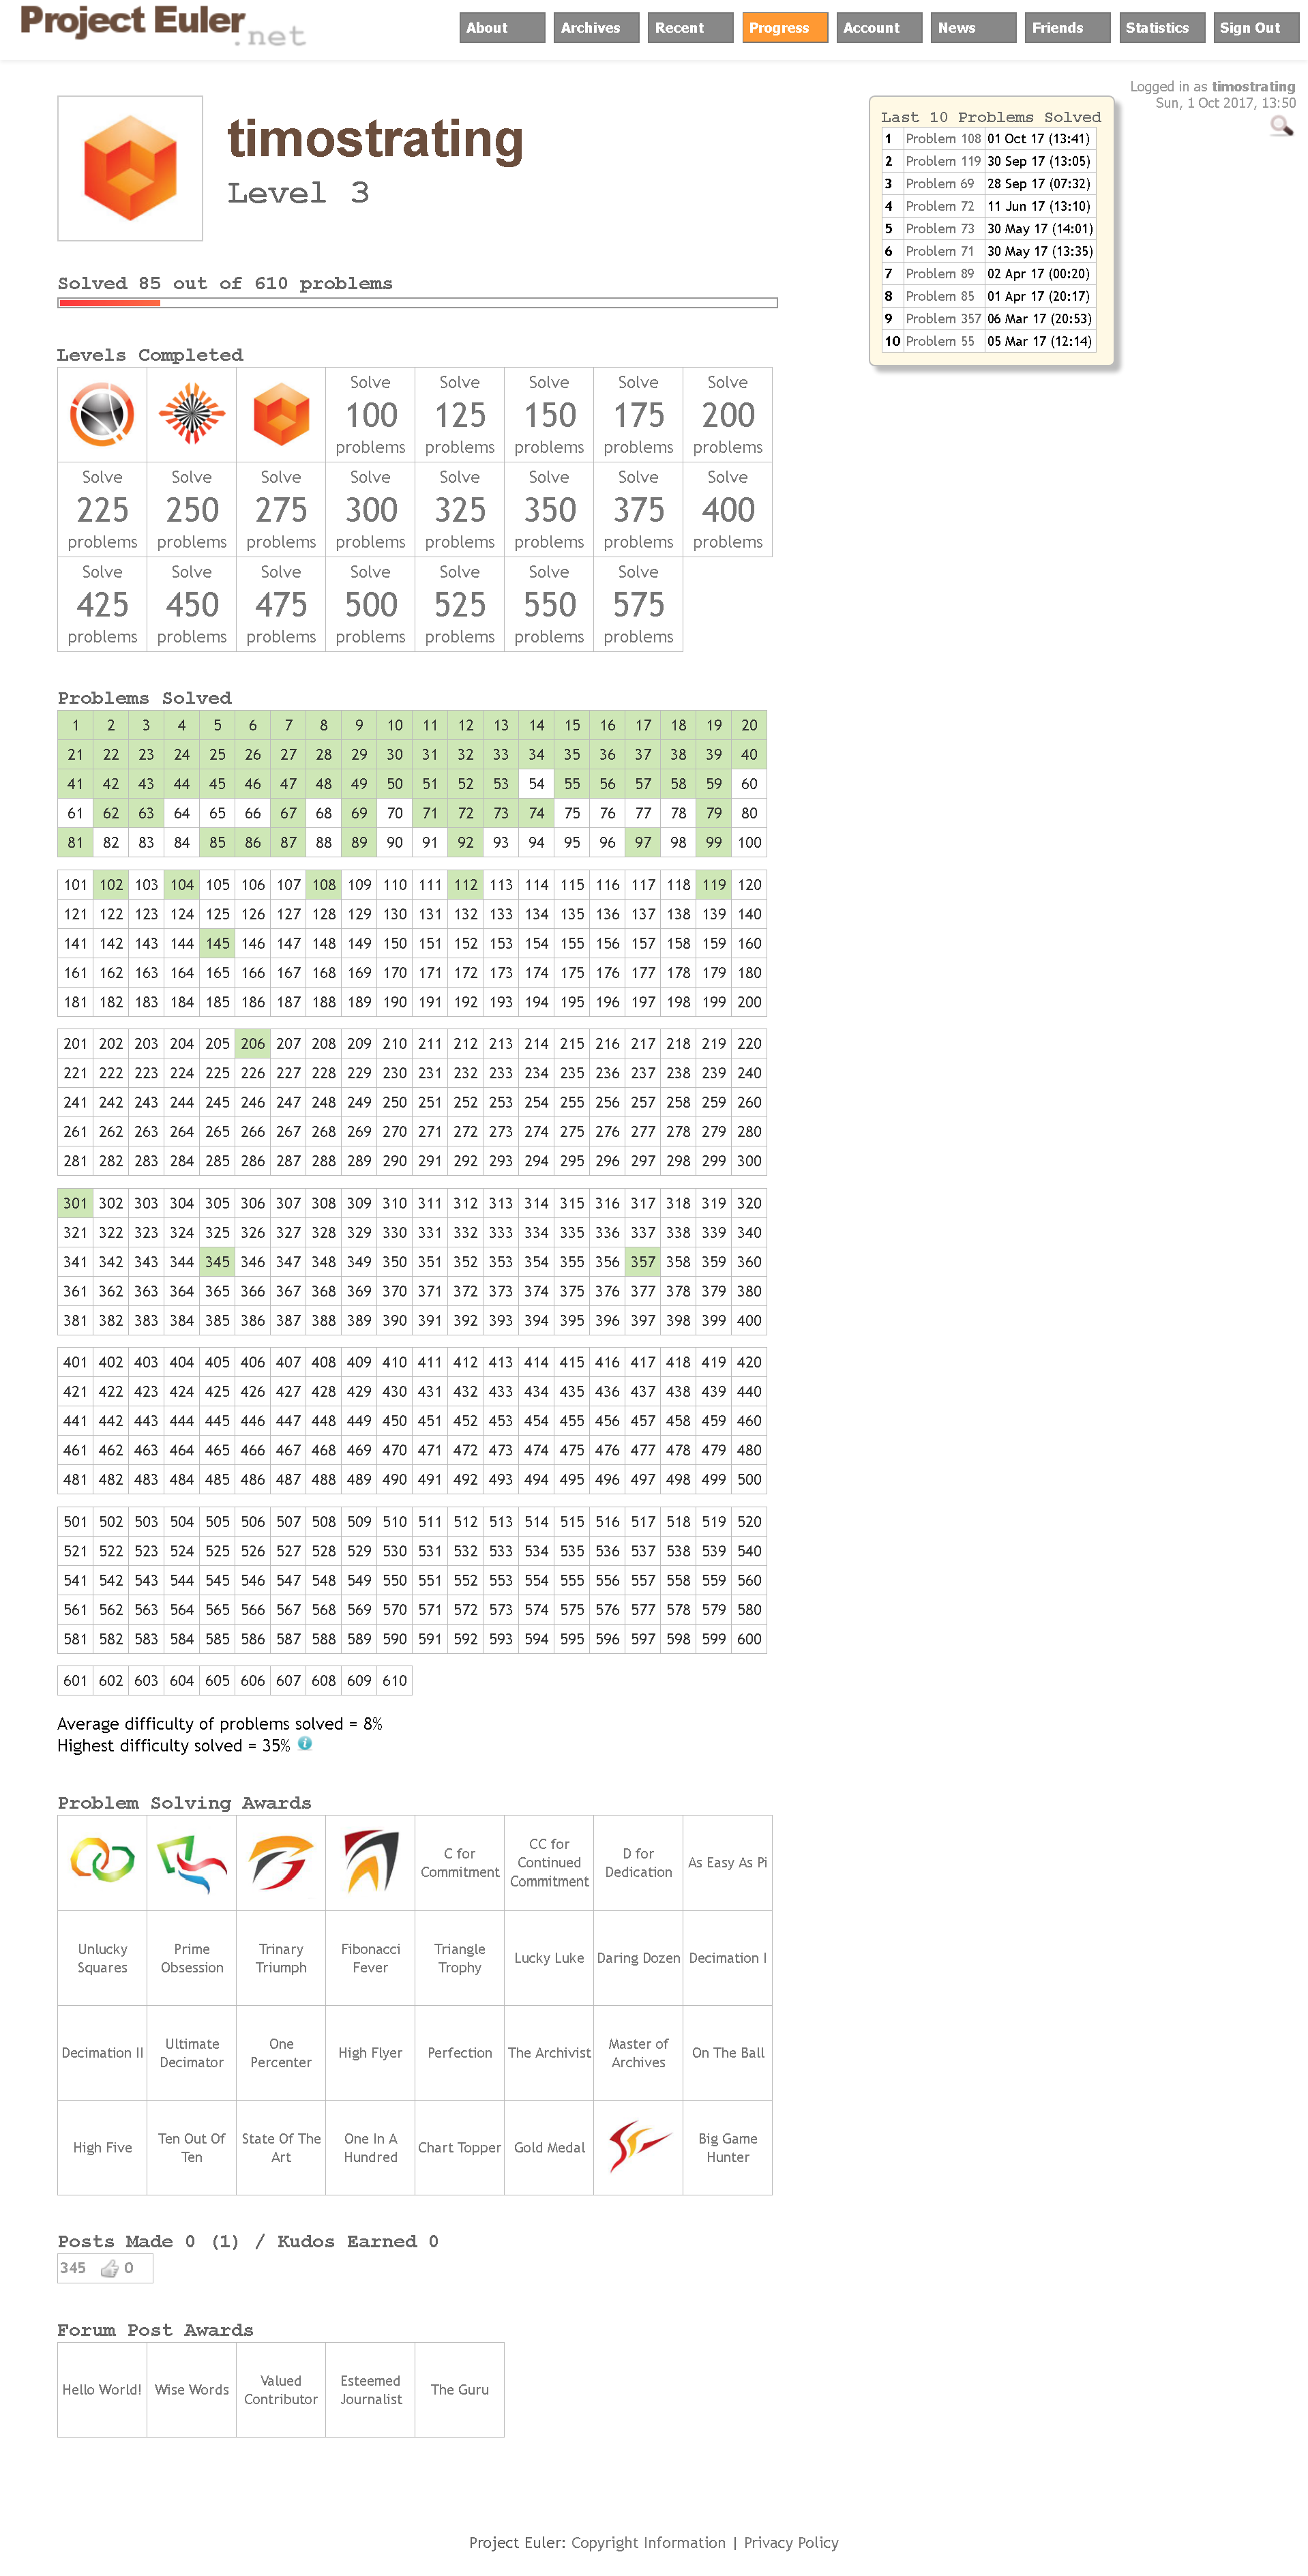 Project Euler.net
About Archives Recent Progress Account News Friends Statistics Sign Out
Logged in as timostrating
Sun, 1 Oct 2017, 13:50
timostrating
Level 3
Last 10 Problems Solved
1 Problem 108 01 Oct 17 (13:41)
2 Problem 119 30 Sep 17 (13:05)
3 Problem 69 28 Sep 17 (07:32)
4 Problem 72 11 Jun 17 (13:10)
5 Problem 73 30 May 17 (14:01)
6 Problem 71 30 May 17 (13:35)
7 Problem 89 02 Apr 17 (00:20)
8 Problem 85 01 Apr 17 (20:17)
9 Problem 357 06 Mar 17 (20:53)
10 Problem 55 05 Mar 17 (12:14)
Solved 85 out of 610 problems
Levels Completed
Solve Solve Solve Solve Solve
100 125 150 175 200
problems problems problems problems problems
Solve Solve Solve Solve Solve Solve Solve Solve
225 250 275 300 325 350 375 400
problems problems problems problems problems problems problems problems
Solve Solve Solve Solve Solve Solve Solve
425 450 475 500 525 550 575
problems problems problems problems problems problems problems
Problems Solved
1 2 3 4 5 6 7 8 9 10 11 12 13 14 15 16 17 18 19 20
21 22 23 24 25 26 27 28 29 30 31 32 33 34 35 36 37 38 39 40
41 42 43 44 45 46 47 48 49 50 51 52 53 54 55 56 57 58 59 60
61 62 63 64 65 66 67 68 69 70 71 72 73 74 75 76 77 78 79 80
81 82 83 84 85 86 87 88 89 90 91 92 93 94 95 96 97 98 99 100
101 102 103 104 105 106 107 108 109 110 111 112 113 114 115 116 117 118 119 120
121 122 123 124 125 126 127 128 129 130 131 132 133 134 135 136 137 138 139 140
141 142 143 144 145 146 147 148 149 150 151 152 153 154 155 156 157 158 159 160
161 162 163 164 165 166 167 168 169 170 171 172 173 174 175 176 177 178 179 180
181 182 183 184 185 186 187 188 189 190 191 192 193 194 195 196 197 198 199 200
201 202 203 204 205 206 207 208 209 210 211 212 213 214 215 216 217 218 219 220
221 222 223 224 225 226 227 228 229 230 231 232 233 234 235 236 237 238 239 240
241 242 243 244 245 246 247 248 249 250 251 252 253 254 255 256 257 258 259 260
261 262 263 264 265 266 267 268 269 270 271 272 273 274 275 276 277 278 279 280
281 282 283 284 285 286 287 288 289 290 291 292 293 294 295 296 297 298 299 300
301 302 303 304 305 306 307 308 309 310 311 312 313 314 315 316 317 318 319 320
321 322 323 324 325 326 327 328 329 330 331 332 333 334 335 336 337 338 339 340
341 342 343 344 345 346 347 348 349 350 351 352 353 354 355 356 357 358 359 360
361 362 363 364 365 366 367 368 369 370 371 372 373 374 375 376 377 378 379 380
381 382 383 384 385 386 387 388 389 390 391 392 393 394 395 396 397 398 399 400
401 402 403 404 405 406 407 408 409 410 411 412 413 414 415 416 417 418 419 420
421 422 423 424 425 426 427 428 429 430 431 432 433 434 435 436 437 438 439 440
441 442 443 444 445 446 447 448 449 450 451 452 453 454 455 456 457 458 459 460
461 462 463 464 465 466 467 468 469 470 471 472 473 474 475 476 477 478 479 480
481 482 483 484 485 486 487 488 489 490 491 492 493 494 495 496 497 498 499 500
501 502 503 504 505 506 507 508 509 510 511 512 513 514 515 516 517 518 519 520
521 522 523 524 525 526 527 528 529 530 531 532 533 534 535 536 537 538 539 540
541 542 543 544 545 546 547 548 549 550 551 552 553 554 555 556 557 558 559 560
561 562 563 564 565 566 567 568 569 570 571 572 573 574 575 576 577 578 579 580
581 582 583 584 585 586 587 588 589 590 591 592 593 594 595 596 597 598 599 600
601 602 603 604 605 606 607 608 609 610
Average difficulty of problems solved = 8%
Highest difficulty solved = 35%
Problem Solving Awards
C for Commitment
CC for Continued Commitment
D for Dedication
As Easy As Pi
Unlucky Squares
Prime Obsession
Trinary Triumph
Fibonacci Fever
Triangle Trophy
Lucky Luke
Daring Dozen
Decimation I
Decimation II
Ultimate Decimator
One Percenter
High Flyer
Perfection
The Archivist
Master of Archives
On The Ball
High Five
Ten Out Of Ten
State Of The Art
One In A Hundred
Chart Topper
Gold Medal
Big Game Hunter
Posts Made 0 (1) / Kudos Earned 0
345 0
Forum Post Awards
Hello World!
Wise Words
Valued Contributor
Esteemed Journalist
The Guru
Project Euler: Copyright Information | Privacy Policy